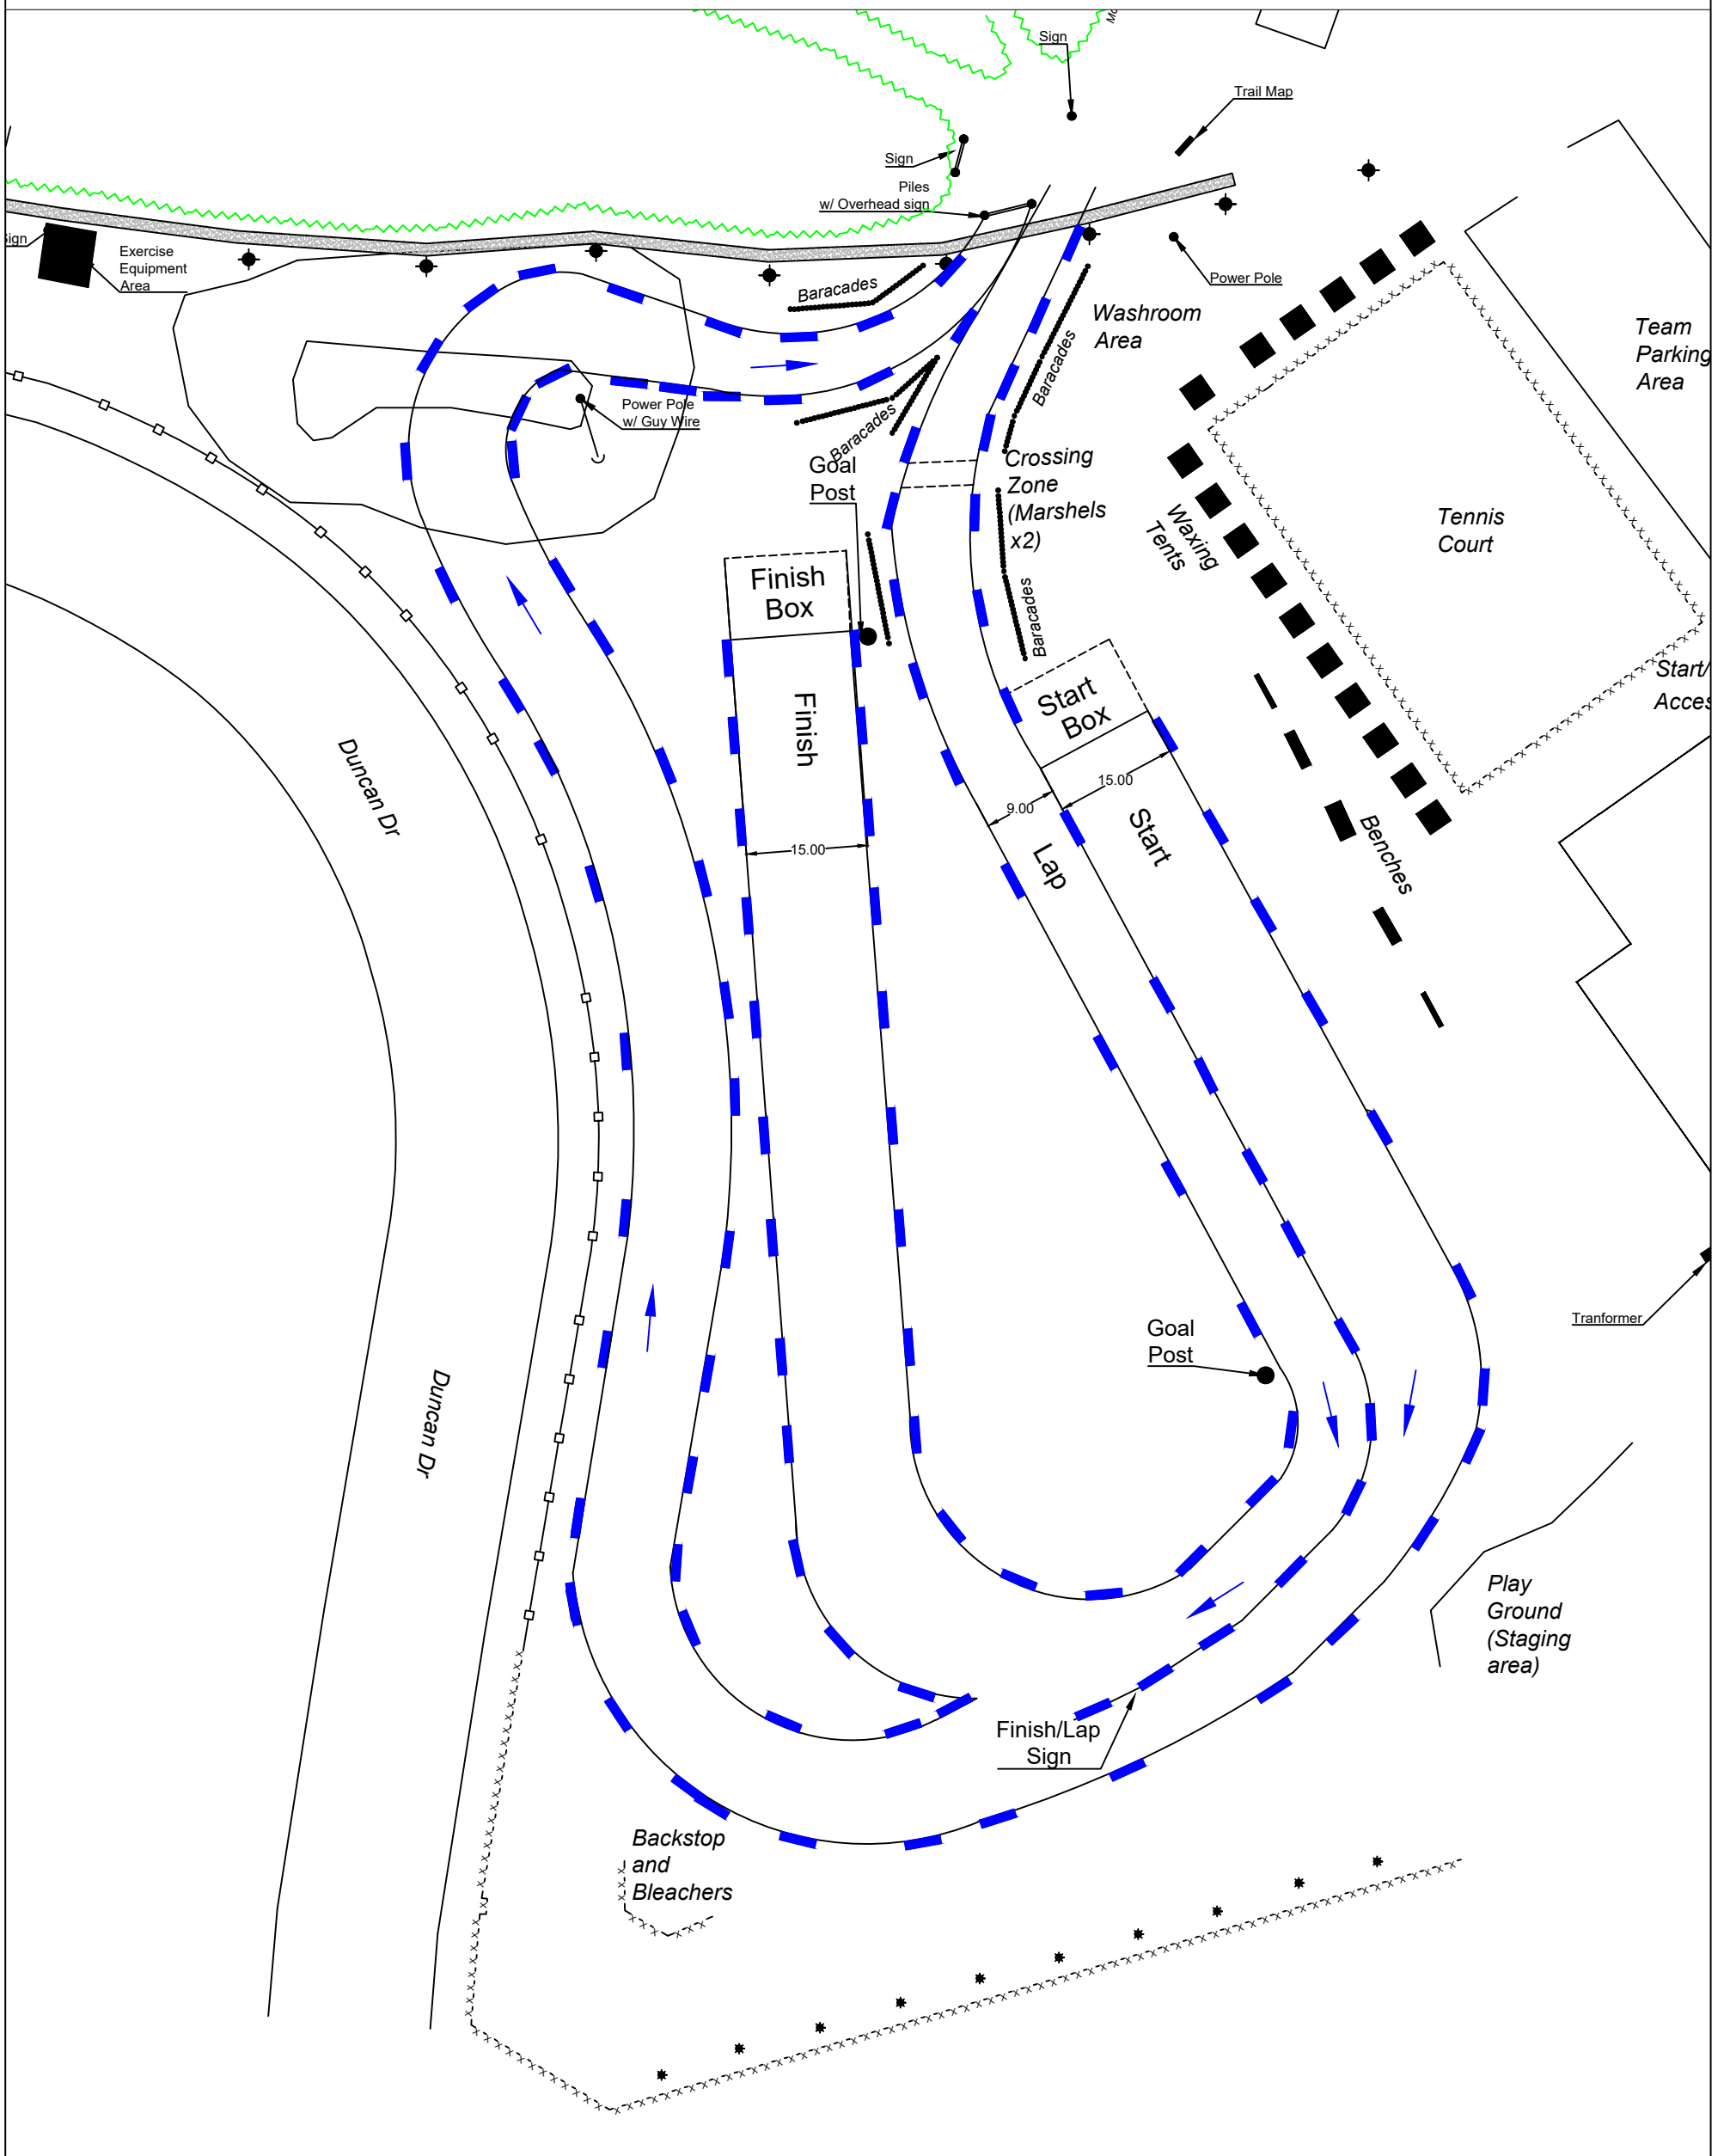 Sign
Trail Map
Sign
Piles
w/ Overhead sign
Exercise
Equipment
Area
Baracades
Power Pole
Washroom
Area
Team
Parking
Area
Baracades
Power Pole
w/ Guy Wire
Baracades
Goal
Post
Crossing
Zone
(Marshels
x2)
Waxing
Tents
Tennis
Court
Finish
Box
Baracades
Start
Box
Start/
Finish
Duncan Dr
15.00
9.00
Start
Lap
15.00
Benches
Goal
Post
Tranformer
Duncan Dr
Play
Ground
(Staging
area)
Finish/Lap
Sign
Backstop
and
Bleachers